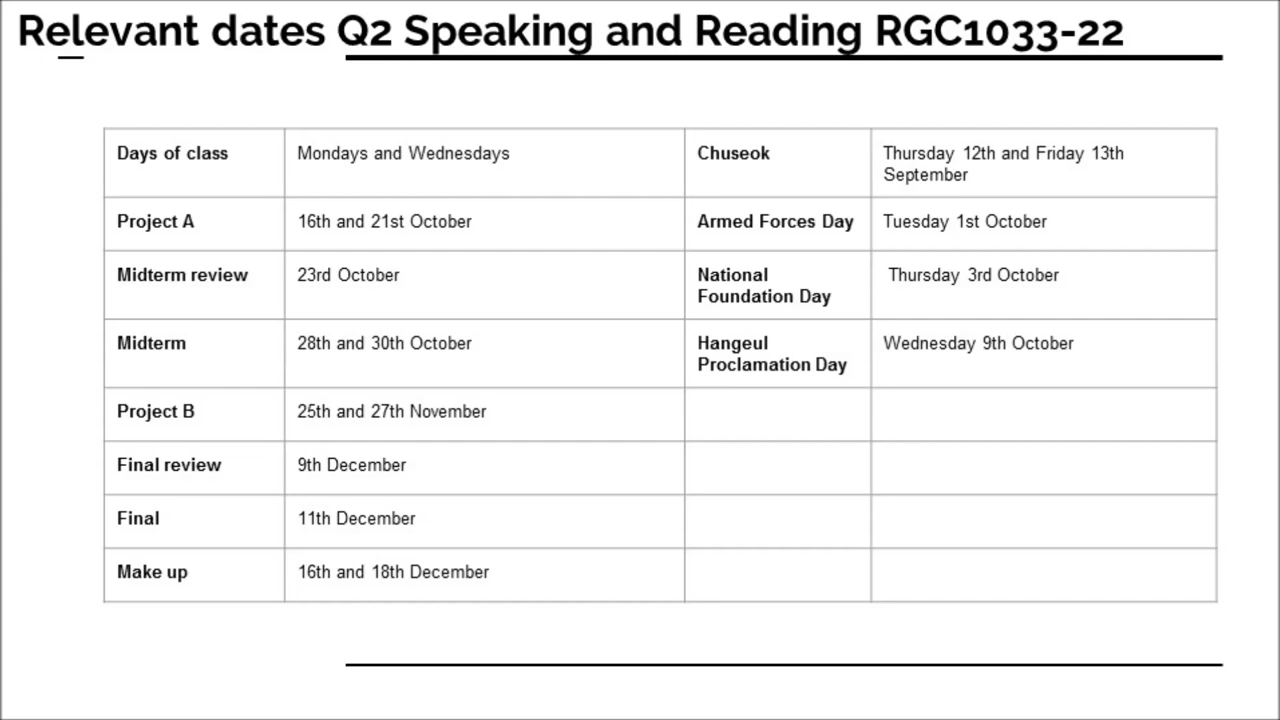 Relevant dates Q2 Speaking and Reading RGC1033-22
Days of class Mondays and Wednesdays Chuseok Thursday 12th and Friday 13th
September
Project A 16th and 21st October Armed Forces Day Tuesday 1st October
Midterm review 23rd October National Thursday 3rd October
Foundation Day
Midterm 28th and 30th October Hangeul Wednesday 9th October
Proclamation Day
Project B 25th and 27th November
Final review 9th December
Final 11th December
Make up 16th and 18th December